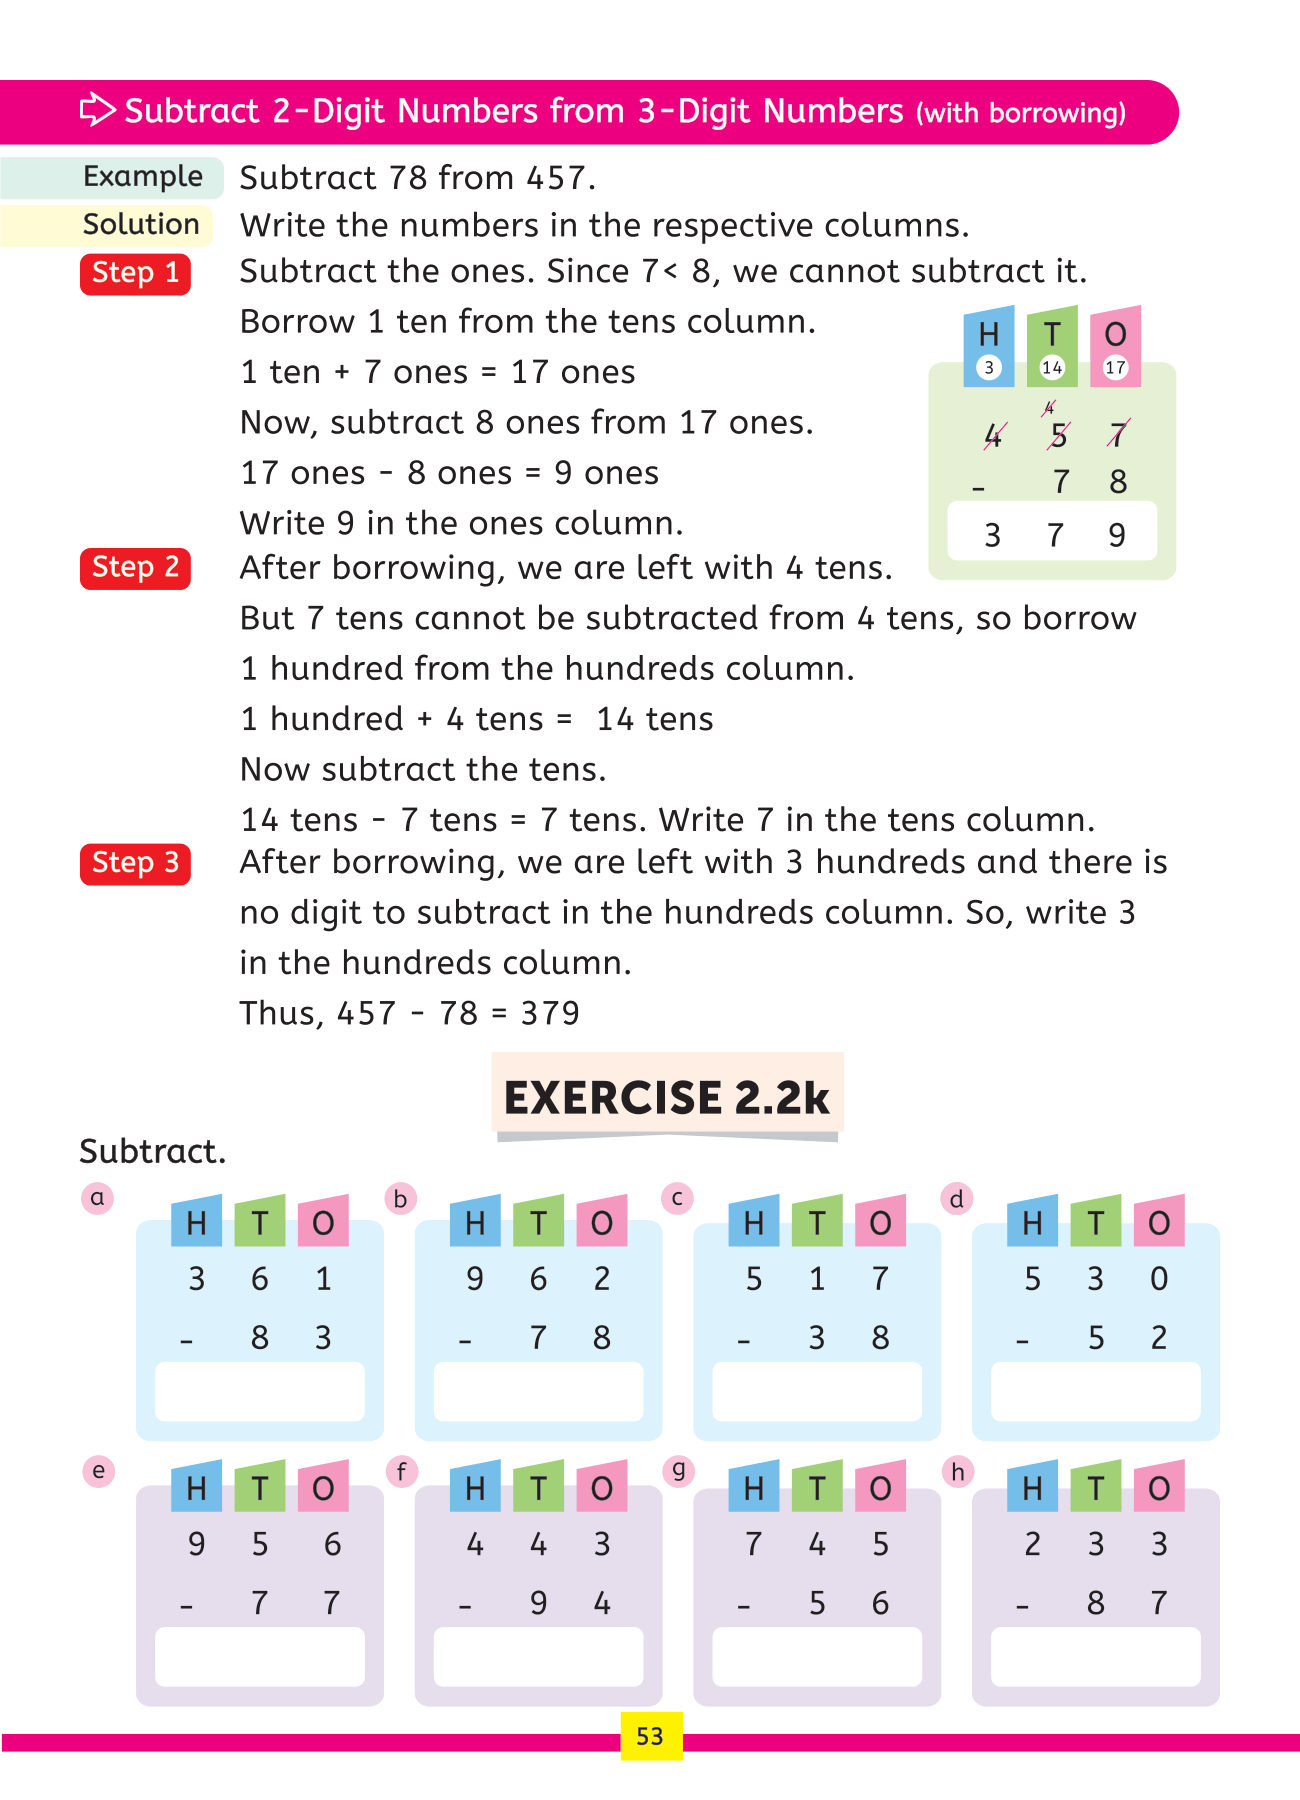 Subtract 2-Digit Numbers from 3-Digit Numbers (with borrowing)
Example Subtract 78 from 457.
Solution Write the numbers in the respective columns.
Step 1 Subtract the ones. Since 7< 8, we cannot subtract it.
Borrow 1 ten from the tens column.
1 ten + 7 ones = 17 ones
Now, subtract 8 ones from 17 ones.
17 ones - 8 ones = 9 ones
Write 9 in the ones column.
H T O
3 14 17
4
4 5 7
- 7 8
3 7 9
Step 2 After borrowing, we are left with 4 tens.
But 7 tens cannot be subtracted from 4 tens, so borrow
1 hundred from the hundreds column.
1 hundred + 4 tens = 14 tens
Now subtract the tens.
14 tens - 7 tens = 7 tens. Write 7 in the tens column.
Step 3 After borrowing, we are left with 3 hundreds and there is
no digit to subtract in the hundreds column. So, write 3
in the hundreds column.
Thus, 457 - 78 = 379
EXERCISE 2.2k
Subtract.
a
H T O
3 6 1
- 8 3
b
H T O
9 6 2
- 7 8
c
H T O
5 1 7
- 3 8
d
H T O
5 3 0
- 5 2
e
H T O
9 5 6
- 7 7
f
H T O
4 4 3
- 9 4
g
H T O
7 4 5
- 5 6
h
H T O
2 3 3
- 8 7
53